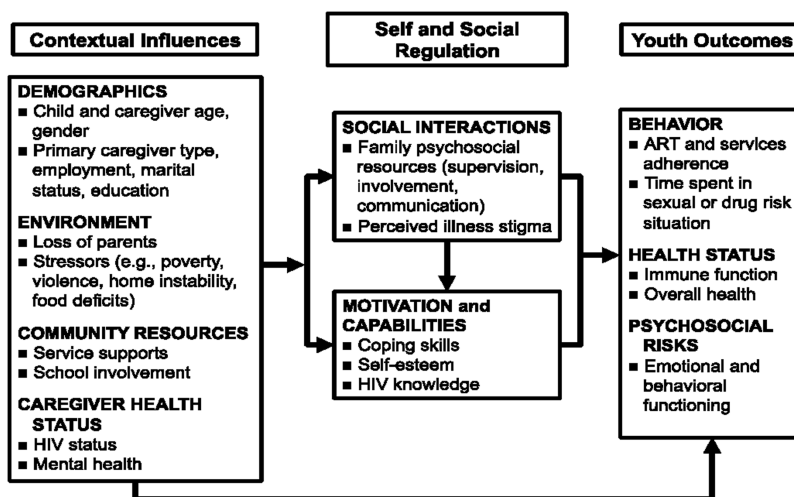 Contextual Influences
DEMOGRAPHICS
■ Child and caregiver age,
gender
■ Primary caregiver type,
employment, marital
status, education
ENVIRONMENT
■ Loss of parents
■ Stressors (e.g., poverty,
violence, home instability,
food deficits)
COMMUNITY RESOURCES
■ Service supports
■ School involvement
CAREGIVER HEALTH
STATUS
■ HIV status
■ Mental health
Self and Social
Regulation
SOCIAL INTERACTIONS
■ Family psychosocial
resources (supervision,
involvement,
communication)
■ Perceived illness stigma
MOTIVATION and
CAPABILITIES
■ Coping skills
■ Self-esteem
■ HIV knowledge
Youth Outcomes
BEHAVIOR
■ ART and services
adherence
■ Time spent in
sexual or drug risk
situation
HEALTH STATUS
■ Immune function
■ Overall health
PSYCHOSOCIAL
RISKS
■ Emotional and
behavioral
functioning